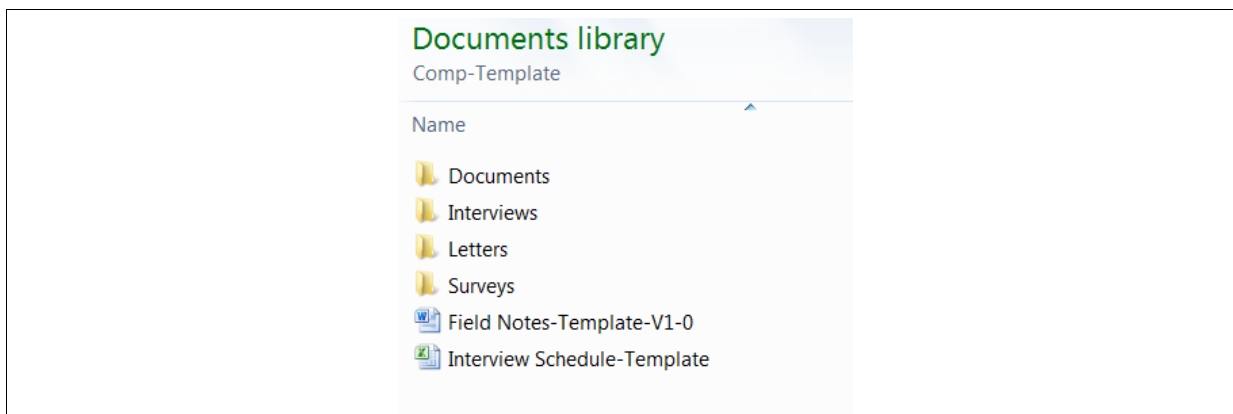 Documents library
Comp-Template
Name
Documents
Interviews
Letters
Surveys
Field Notes-Template-V1-0
Interview Schedule-Template